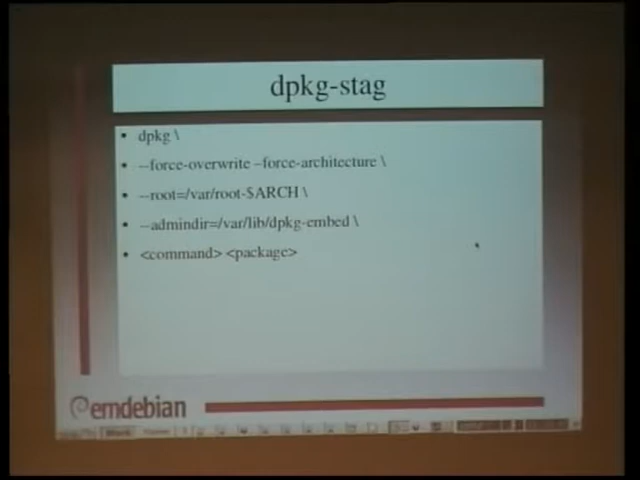 dpkg-stag
• dpkg \
• --force-overwrite –force-architecture \
• --root=/var/root-$ARCH \
• --admindir=/var/lib/dpkg-embed \
• <command> <package>
emdebian